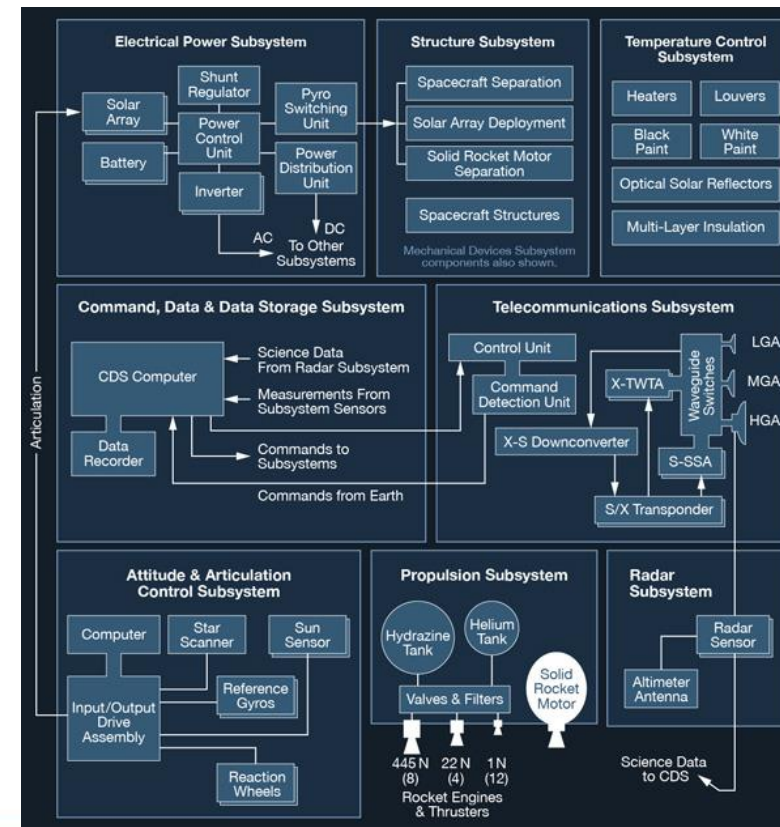 Electrical Power Subsystem
Solar
Array
Battery
Shunt
Regulator
Power
Control
Unit
Inverter
Pyro
Switching
Unit
Power
Distribution
Unit
AC
DC
To Other
Subsystems
Structure Subsystem
Spacecraft Separation
Solar Array Deployment
Solid Rocket Motor
Separation
Spacecraft Structures
Mechanical Devices Subsystem
components also shown.
Temperature Control
Subsystem
Heaters
Louvers
Black
Paint
White
Paint
Optical Solar Reflectors
Multi-Layer Insulation
Articulation
Command, Data & Data Storage Subsystem
CDS Computer
Data
Recorder
Science Data
From Radar Subsystem
Measurements From
Subsystem Sensors
Commands to
Subsystems
Commands from Earth
Telecommunications Subsystem
Control Unit
Command
Detection Unit
X-S Downconverter
X-TWTA
Waveguide
Switches
S-SSA
S/X Transponder
LGA
MGA
HGA
Attitude & Articulation
Control Subsystem
Computer
Star
Scanner
Sun
Sensor
Input/Output
Drive
Assembly
Reference
Gyros
Reaction
Wheels
Propulsion Subsystem
Hydrazine
Tank
Helium
Tank
Valves & Filters
Solid
Rocket
Motor
445 N
(8)
22 N
(4)
1 N
(12)
Rocket Engines
& Thrusters
Radar
Subsystem
Radar
Sensor
Altimeter
Antenna
Science Data
to CDS